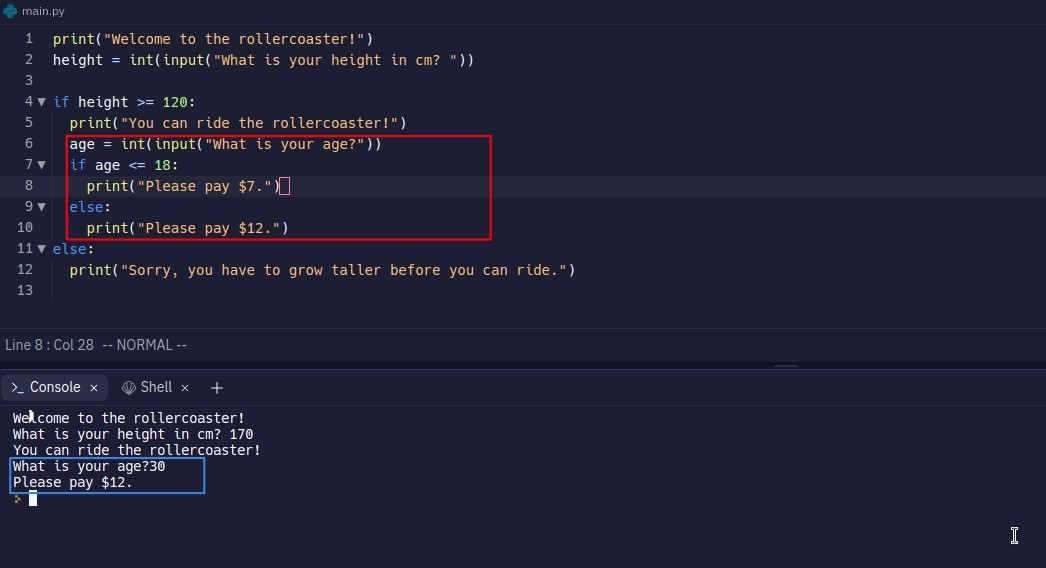 main.py
1 print("Welcome to the rollercoaster!")
2 height = int(input("What is your height in cm? "))
3
4 if height >= 120:
5   print("You can ride the rollercoaster!")
6   age = int(input("What is your age?"))
7   if age <= 18:
8     print("Please pay $7.")
9   else:
10     print("Please pay $12.")
11 else:
12   print("Sorry, you have to grow taller before you can ride.")
13
Line 8 : Col 28 -- NORMAL --
>_ Console × Shell × +
Welcome to the rollercoaster!
What is your height in cm? 170
You can ride the rollercoaster!
What is your age?30
Please pay $12.
>